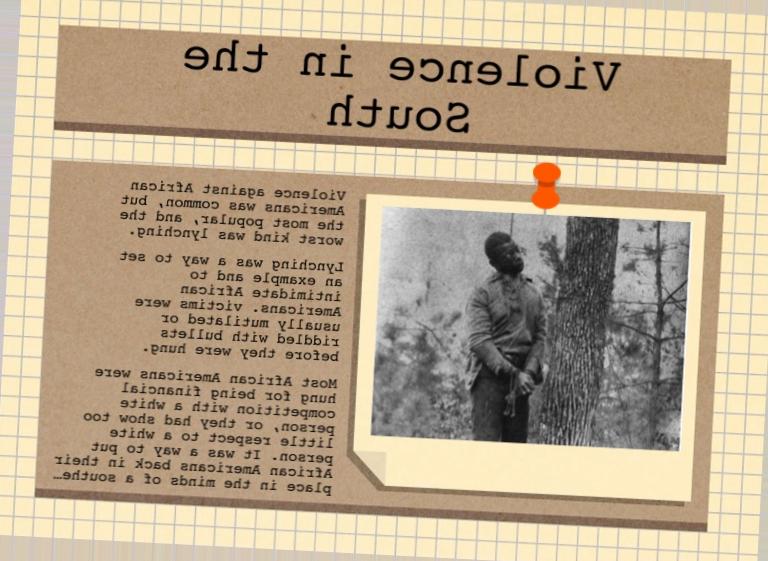 Violence in the
South
Violence against African
Americans was common, but
the most popular, and the
worst kind was lynching.
Lynching was a way to set
an example and to
intimidate African
Americans. victims were
usually mutilated or
riddled with bullets
before they were hung.
Most African Americans were
hung for being financial
competition with a white
person, or they had show too
little respect to a white
person. It was a way to put
African Americans back in their
place in the minds of a southe…